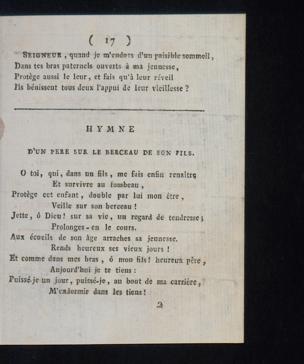 ( 17 )
SEIGNEUR, quand je m'endors d'un paisible sommeil,
Dans tes bras paternels ouverts à ma jeunesse,
Protège aussi le leur, et fais qu'à leur réveil
Ils bénissent tous deux l'appui de leur vieillesse ?
HYMNE
D'UN PERE SUR LE BERCEAU DE SON FILS.
O toi, qui, dans un fils, me fais enfin renaître
Et survivre au tombeau,
Protège cet enfant, double par lui mon être,
Veille sur son berceau !
Jette, ô Dieu ! sur sa vie, un regard de tendresse ;
Prolonges-en le cours.
Aux écueils de son âge arraches sa jeunesse.
Rends heureux ses vieux jours !
Et comme dans mes bras, ô mon fils ! heureux père,
Aujourd'hui je te tiens :
Puissé-je un jour, puissé-je, au bout de ma carrière,
M'endormir dans les tiens !
2